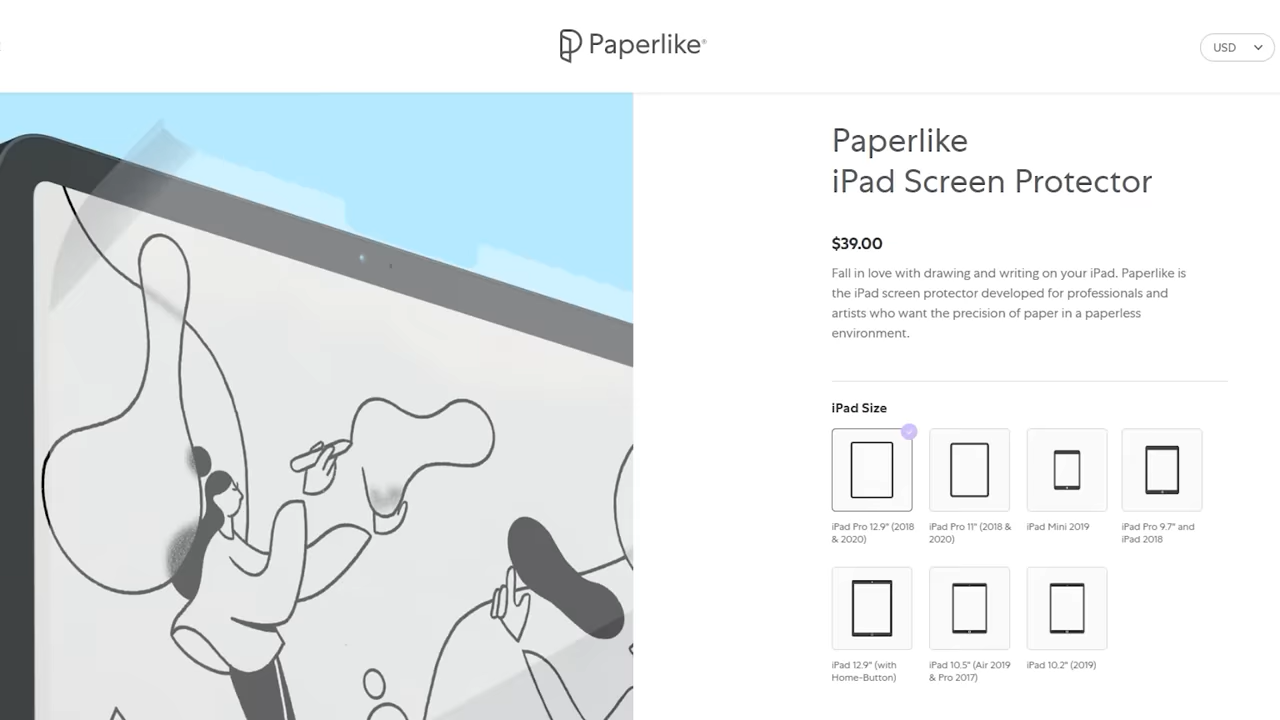 Paperlike®
USD
Paperlike
iPad Screen Protector
$39.00
Fall in love with drawing and writing on your iPad. Paperlike is
the iPad screen protector developed for professionals and
artists who want the precision of paper in a paperless
environment.
iPad Size
iPad Pro 12.9" (2018
& 2020)
iPad Pro 11" (2018 &
2020)
iPad Mini 2019
iPad Pro 9.7" and
iPad 2018
iPad 12.9" (with
Home-Button)
iPad 10.5" (Air 2019
& Pro 2017)
iPad 10.2" (2019)